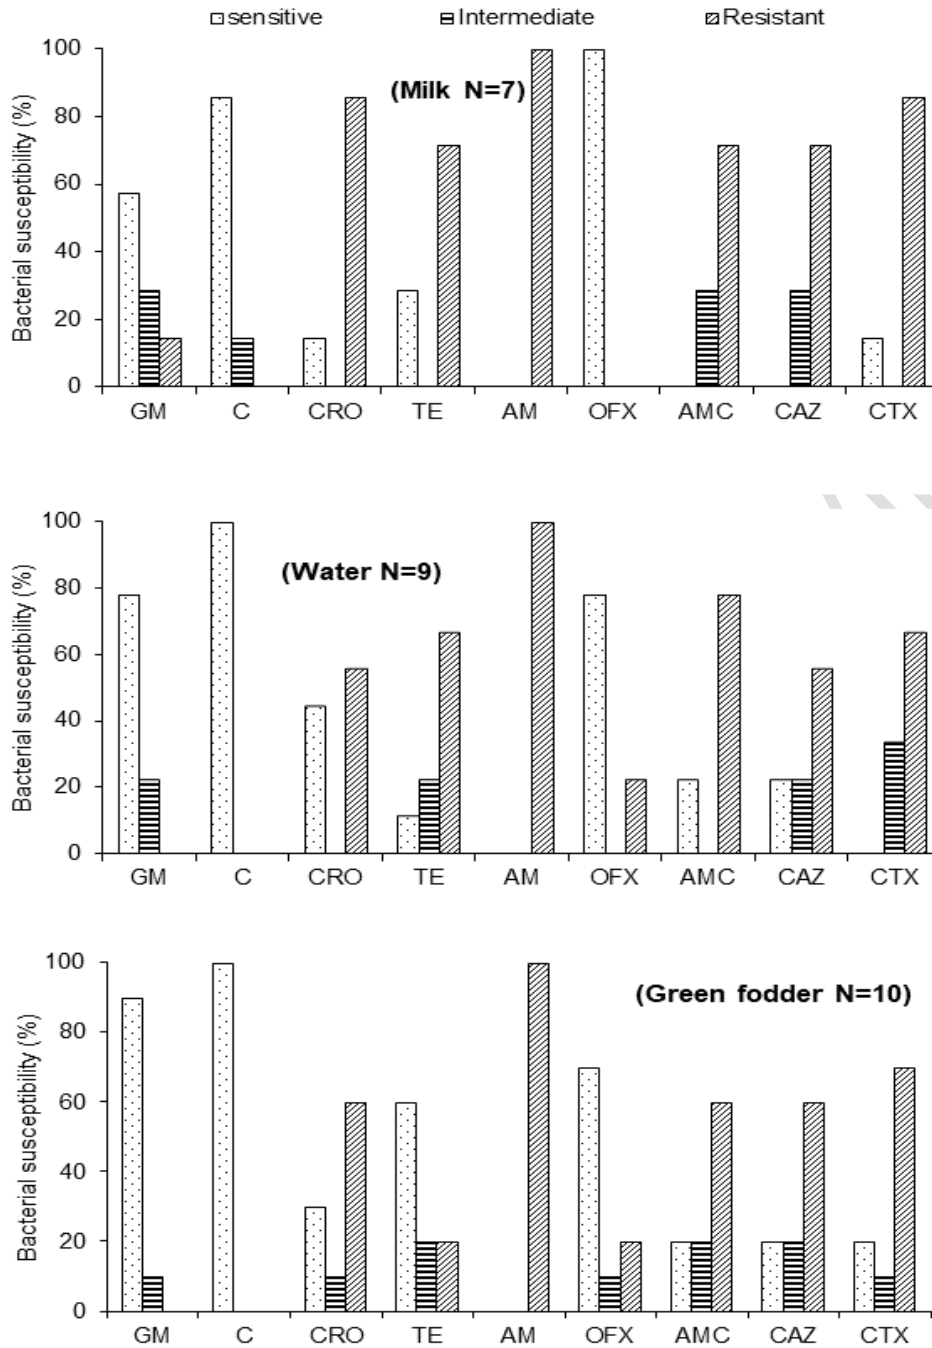 sensitive Intermediate Resistant
Bacterial susceptibility (%)
100
80
60
40
20
0
(Milk N=7)
GM C CRO TE AM OFX AMC CAZ CTX
Bacterial susceptibility (%)
100
80
60
40
20
0
(Water N=9)
GM C CRO TE AM OFX AMC CAZ CTX
Bacterial susceptibility (%)
100
80
60
40
20
0
(Green fodder N=10)
GM C CRO TE AM OFX AMC CAZ CTX